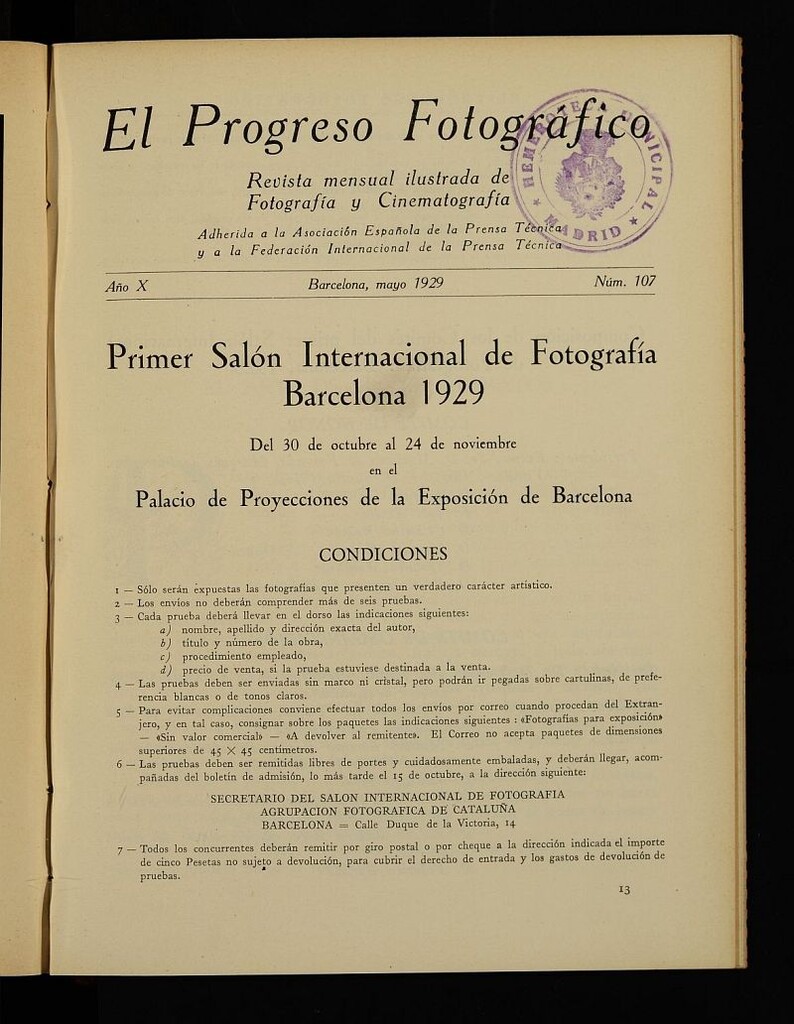 El Progreso Fotográfico
Revista mensual ilustrada de
Fotografía y Cinematografía
Adherida a la Asociación Española de la Prensa Técnica
y a la Federación Internacional de la Prensa Técnica
HEMEROTECA MUNICIPAL
★ MADRID ★
Año X Barcelona, mayo 1929 Núm. 107
Primer Salón Internacional de Fotografía
Barcelona 1929
Del 30 de octubre al 24 de noviembre
en el
Palacio de Proyecciones de la Exposición de Barcelona
CONDICIONES
1 — Sólo serán expuestas las fotografías que presenten un verdadero carácter artístico.
2 — Los envíos no deberán comprender más de seis pruebas.
3 — Cada prueba deberá llevar en el dorso las indicaciones siguientes:
a) nombre, apellido y dirección exacta del autor,
b) título y número de la obra,
c) procedimiento empleado,
d) precio de venta, si la prueba estuviese destinada a la venta.
4 — Las pruebas deben ser enviadas sin marco ni cristal, pero podrán ir pegadas sobre cartulinas, de prefe-
rencia blancas o de tonos claros.
5 — Para evitar complicaciones conviene efectuar todos los envíos por correo cuando procedan del Extran-
jero, y en tal caso, consignar sobre los paquetes las indicaciones siguientes : «Fotografías para exposición»
— «Sin valor comercial» — «A devolver al remitente». El Correo no acepta paquetes de dimensiones
superiores de 45 × 45 centímetros.
6 — Las pruebas deben ser remitidas libres de portes y cuidadosamente embaladas, y deberán llegar, acom-
pañadas del boletín de admisión, lo más tarde el 15 de octubre, a la dirección siguiente:
SECRETARIO DEL SALON INTERNACIONAL DE FOTOGRAFIA
AGRUPACION FOTOGRAFICA DE CATALUÑA
BARCELONA = Calle Duque de la Victoria, 14
7 — Todos los concurrentes deberán remitir por giro postal o por cheque a la dirección indicada el importe
de cinco Pesetas no sujeto a devolución, para cubrir el derecho de entrada y los gastos de devolución de
pruebas.
13